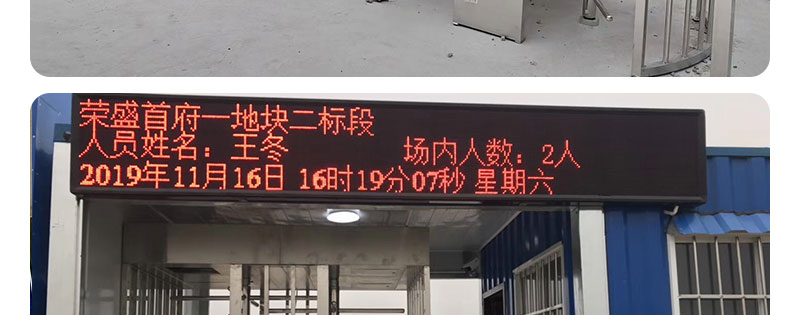 荣盛首府一地块二标段
人员姓名：王冬 场内人数：2人
2019年11月16日 16时19分07秒 星期六